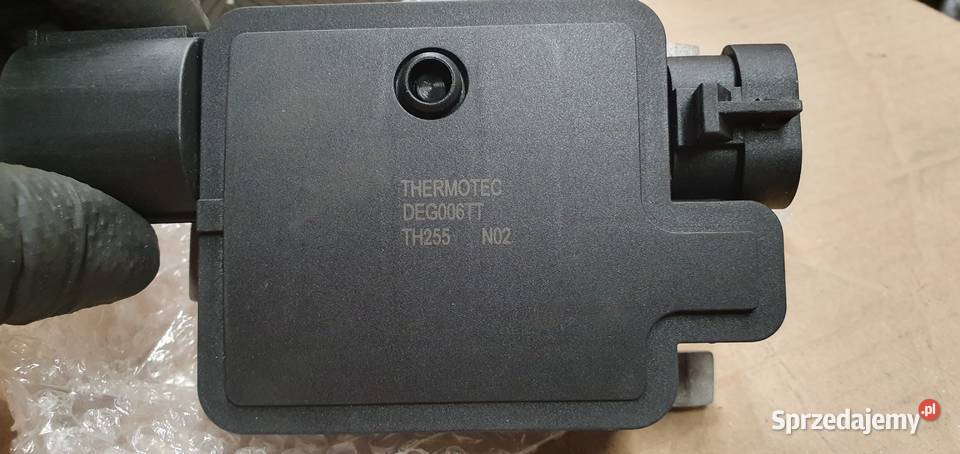 THERMOTEC
DEG006TT
TH255 N02
Sprzedajemy.pl